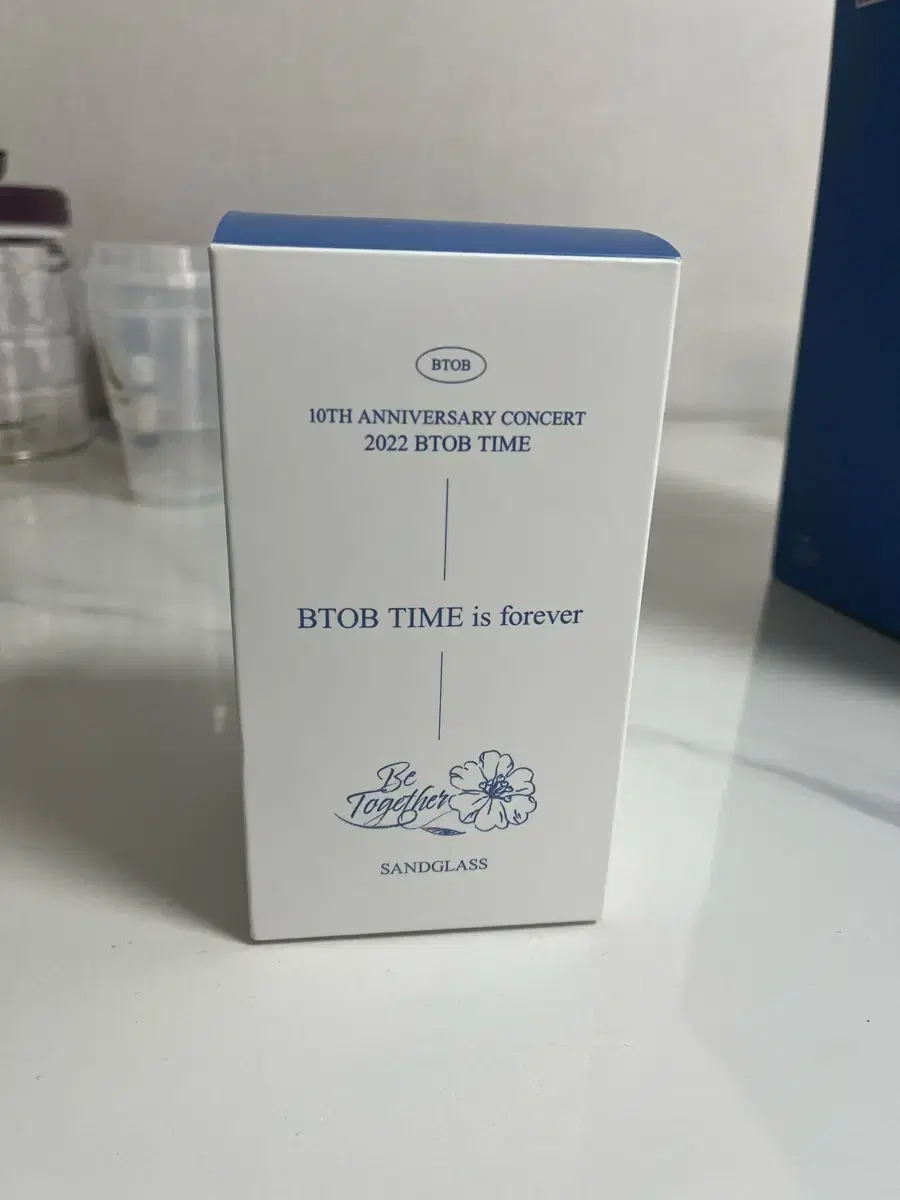 BTOB
10TH ANNIVERSARY CONCERT
2022 BTOB TIME
BTOB TIME is forever
Be
Together
SANDGLASS